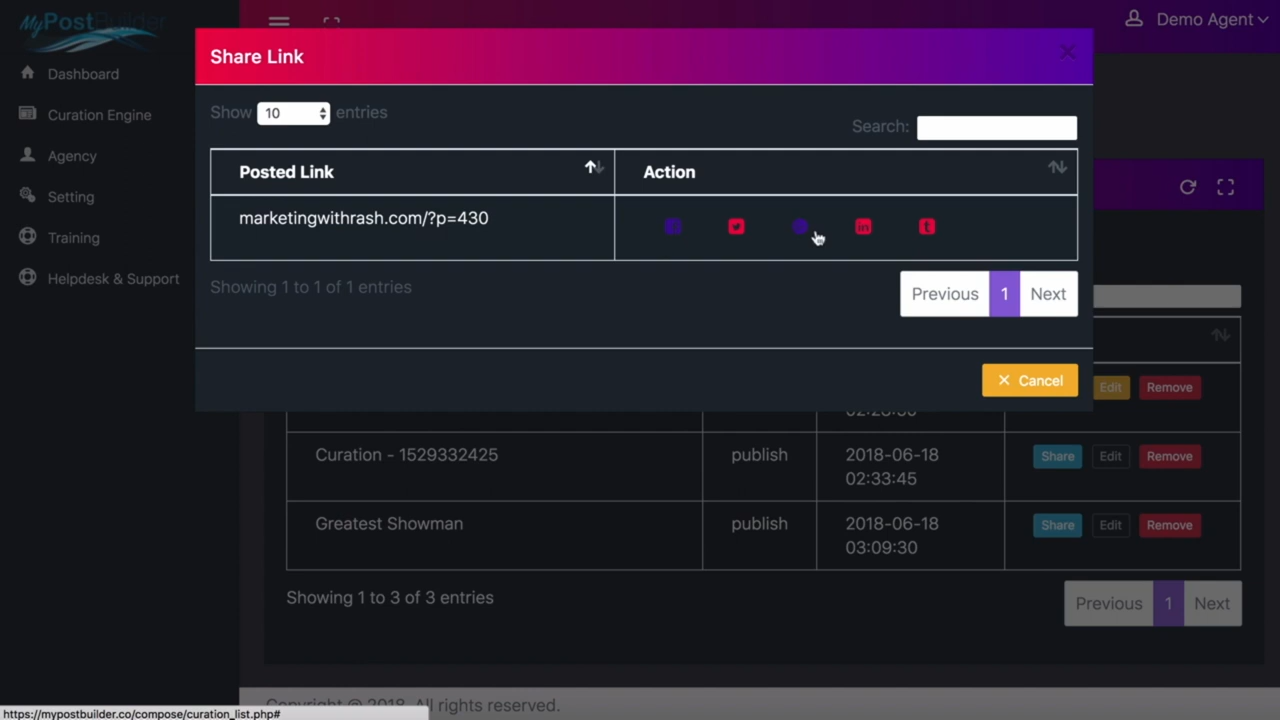 MyPostBuilder
Demo Agent
Dashboard
Curation Engine
Agency
Setting
Training
Helpdesk & Support
Share Link
Show 10 entries
Search:
Posted Link
Action
marketingwithrash.com/?p=430
Showing 1 to 1 of 1 entries
Previous 1 Next
Cancel
Edit Remove
02:28:50
Curation - 1529332425 publish 2018-06-18 Share Edit Remove
02:33:45
Greatest Showman publish 2018-06-18 Share Edit Remove
03:09:30
Showing 1 to 3 of 3 entries
Previous 1 Next
Copyright @ 2018. All rights reserved.
https://mypostbuilder.co/compose/curation_list.php#